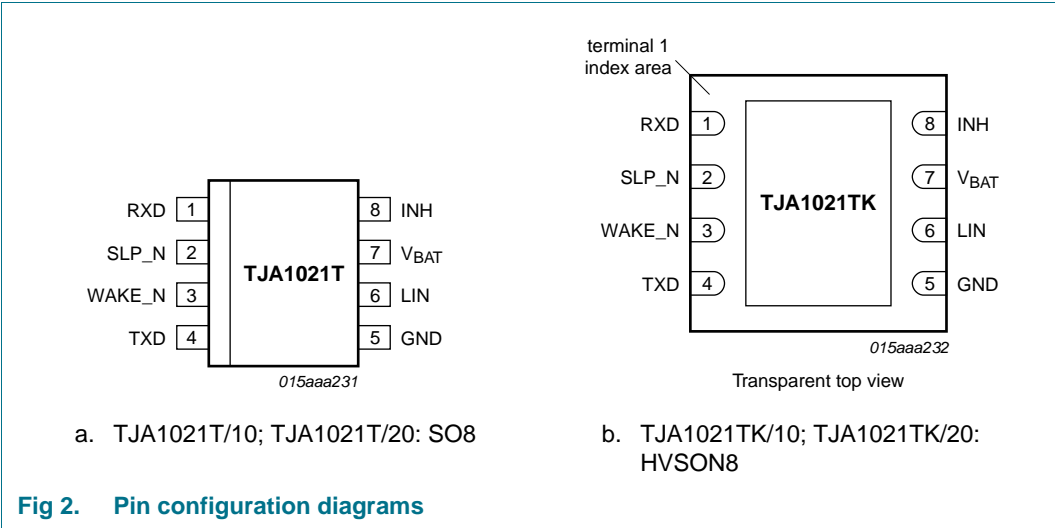 RXD 1
SLP_N 2
WAKE_N 3
TXD 4
TJA1021T
8 INH
7 VBAT
6 LIN
5 GND
015aaa231
a. TJA1021T/10; TJA1021T/20: SO8
terminal 1
index area
RXD 1
SLP_N 2
WAKE_N 3
TXD 4
TJA1021TK
8 INH
7 VBAT
6 LIN
5 GND
015aaa232
Transparent top view
b. TJA1021TK/10; TJA1021TK/20:
HVSON8
Fig 2. Pin configuration diagrams